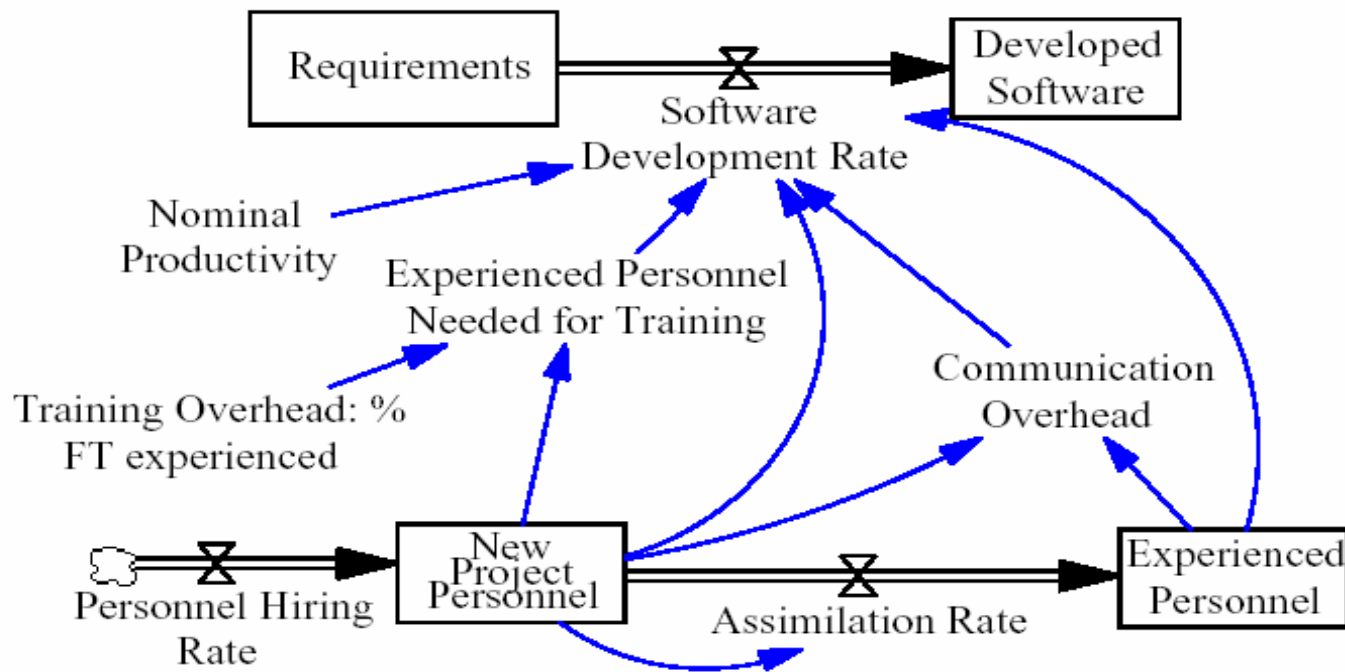 Requirements
Developed
Software
Software
Development Rate
Nominal
Productivity
Experienced Personnel
Needed for Training
Training Overhead: %
FT experienced
Communication
Overhead
New
Project
Personnel
Experienced
Personnel
Personnel Hiring
Rate
Assimilation Rate